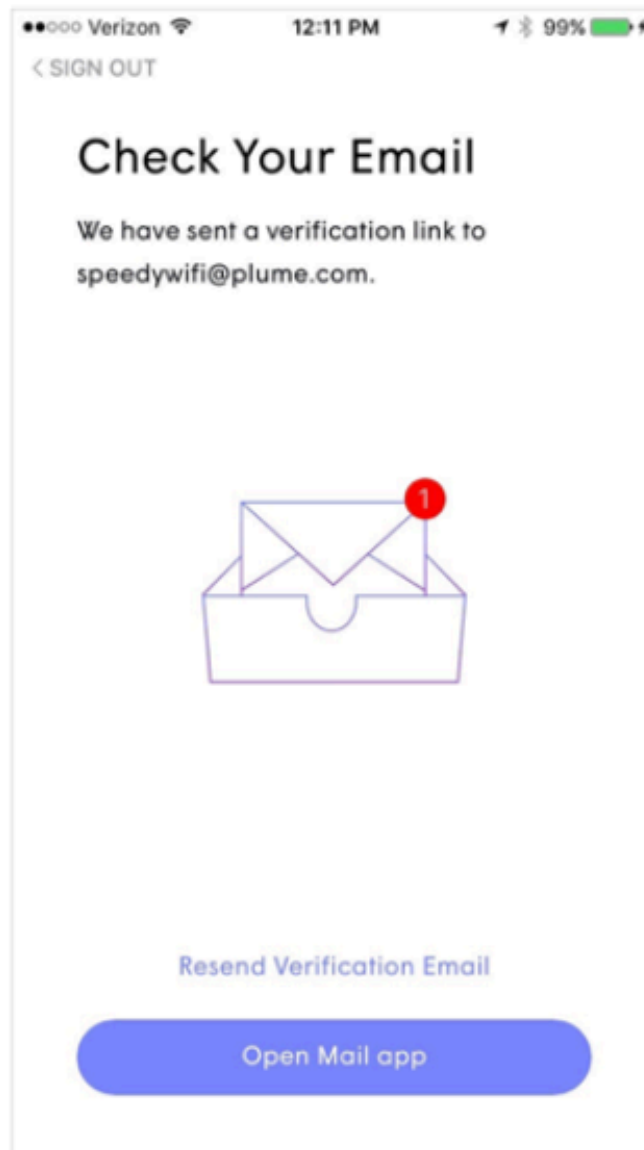 Verizon 12:11 PM 99%
< SIGN OUT
Check Your Email
We have sent a verification link to
speedywifi@plume.com.
1
Resend Verification Email
Open Mail app